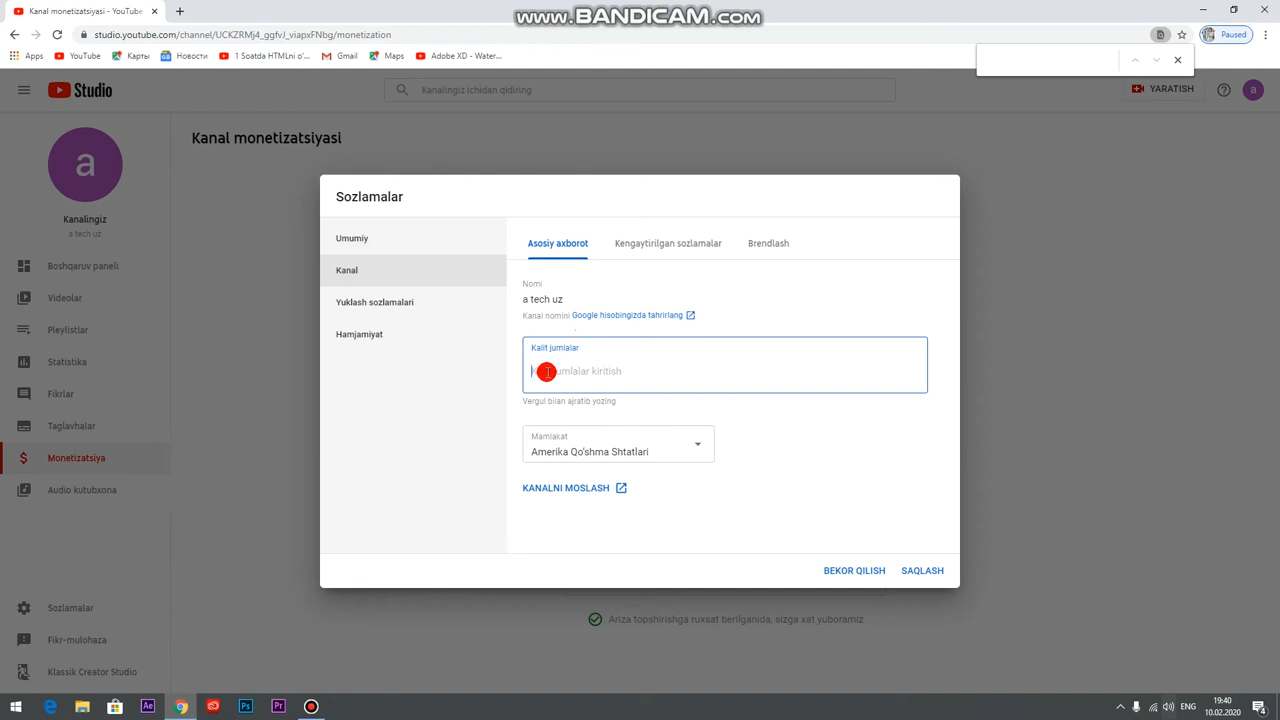 www.BANDICAM.com
Kanal monetizatsiyasi - YouTube
studio.youtube.com/channel/UCKZRMj4_ggfvJ_viapxFNbg/monetization
Paused
Apps
YouTube
Карты
Новости
1 Soatda HTMLni o'...
Gmail
Maps
Adobe XD - Water...
Studio
Kanalingiz ichidan qidiring
YARATISH
a
a
Kanalingiz
a tech uz
Boshqaruv paneli
Videolar
Pleylistlar
Statistika
Fikrlar
Taglavhalar
Monetizatsiya
Audio kutubxona
Sozlamalar
Fikr-mulohaza
Klassik Creator Studio
Kanal monetizatsiyasi
Sozlamalar
Umumiy
Kanal
Yuklash sozlamalari
Hamjamiyat
Asosiy axborot
Kengaytirilgan sozlamalar
Brendlash
Nomi
a tech uz
Kanal nomini Google hisobingizda tahrirlang
Kalit jumlalar
umlalar kiritish
Vergul bilan ajratib yozing
Mamlakat
Amerika Qo'shma Shtatlari
KANALNI MOSLASH
BEKOR QILISH
SAQLASH
Ariza topshirishga ruxsat berilganida, sizga xat yuboramiz
Ae
Ps
Pr
ENG
19:40
10.02.2020
4